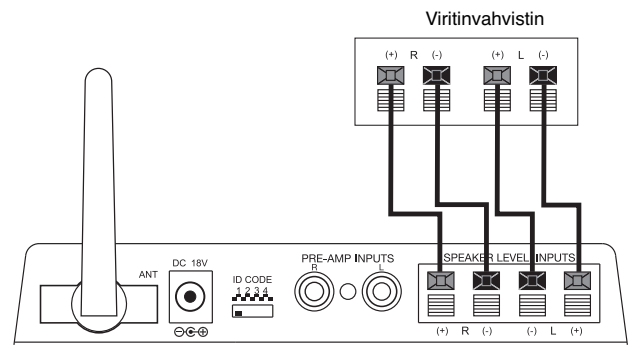 Viritinvahvistin
(+) R (-) (+) L (-)
PRE-AMP INPUTS
R L
SPEAKER LEVEL INPUTS
DC 18V
ANT
ID CODE
1 2 3 4
(+) R (-) (-) L (+)